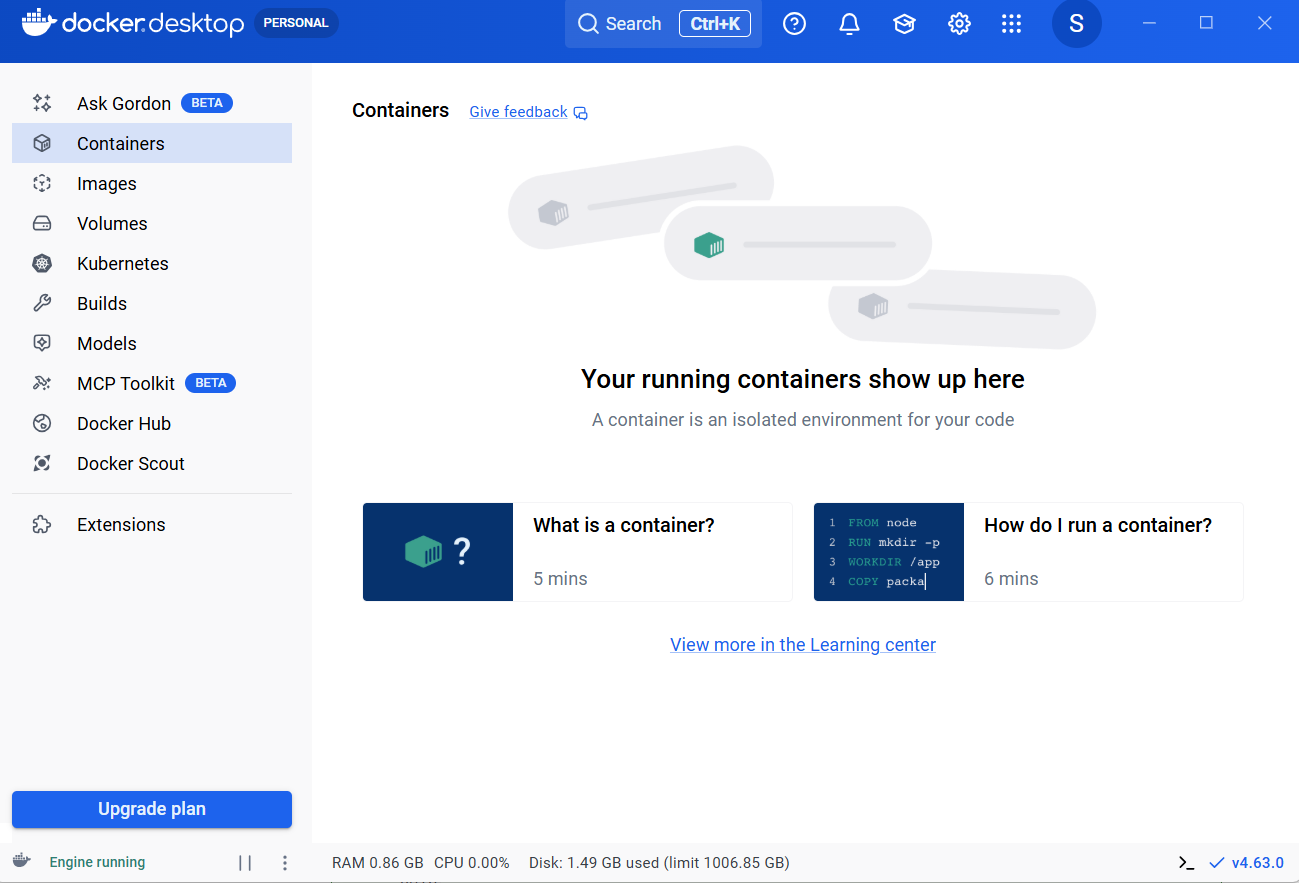 docker.desktop PERSONAL Search Ctrl+K S
Ask Gordon BETA
Containers
Images
Volumes
Kubernetes
Builds
Models
MCP Toolkit BETA
Docker Hub
Docker Scout
Extensions
Upgrade plan
Containers Give feedback
Your running containers show up here
A container is an isolated environment for your code
?
What is a container?
5 mins
1 FROM node
2 RUN mkdir -p
3 WORKDIR /app
4 COPY packa
How do I run a container?
6 mins
View more in the Learning center
Engine running RAM 0.86 GB CPU 0.00% Disk: 1.49 GB used (limit 1006.85 GB) v4.63.0